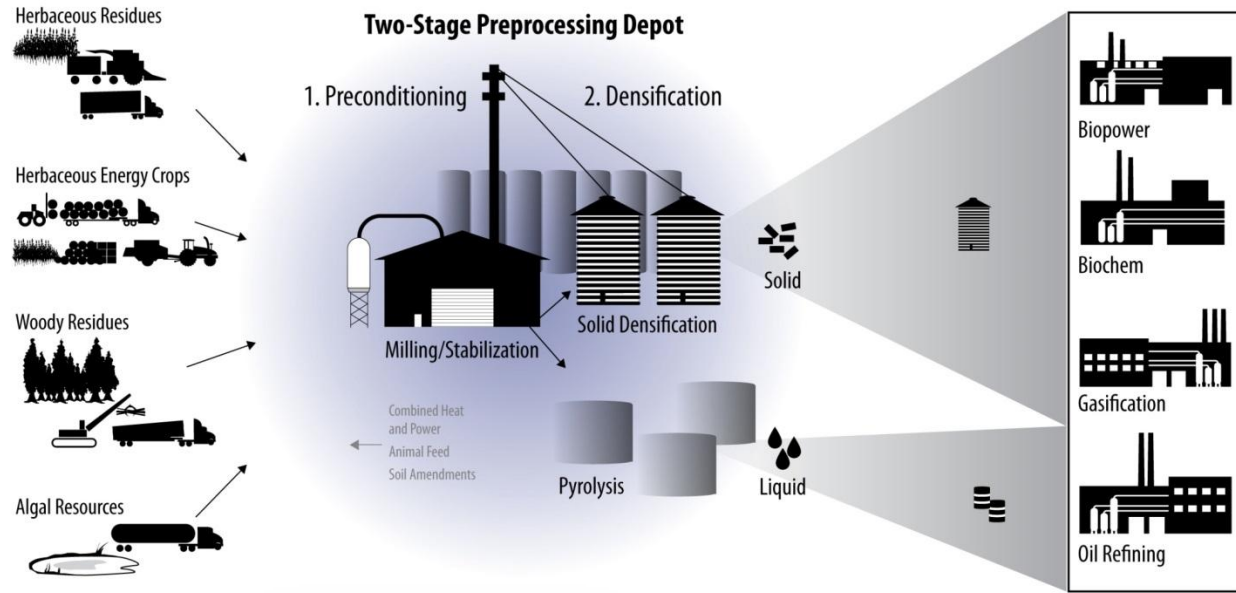 Herbaceous Residues
Herbaceous Energy Crops
Woody Residues
Algal Resources
Two-Stage Preprocessing Depot
1. Preconditioning
2. Densification
Milling/Stabilization
Solid Densification
Combined Heat
and Power
Animal Feed
Soil Amendments
Pyrolysis
Solid
Liquid
Biopower
Biochem
Gasification
Oil Refining